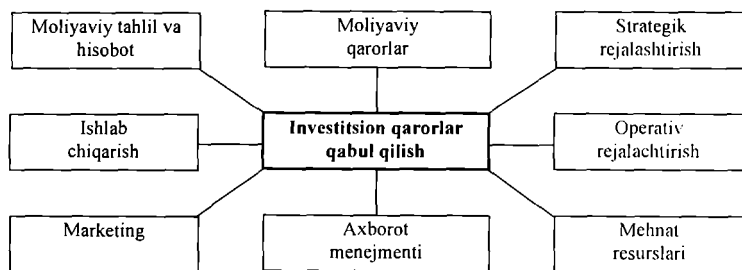 Moliyaviy tahlil va
hisobot
Moliyaviy
qarorlar
Strategik
rejalashtirish
Ishlab
chiqarish
Investitsion qarorlar
qabul qilish
Operativ
rejalachtirish
Marketing
Axborot
menejmenti
Mehnat
resurslari